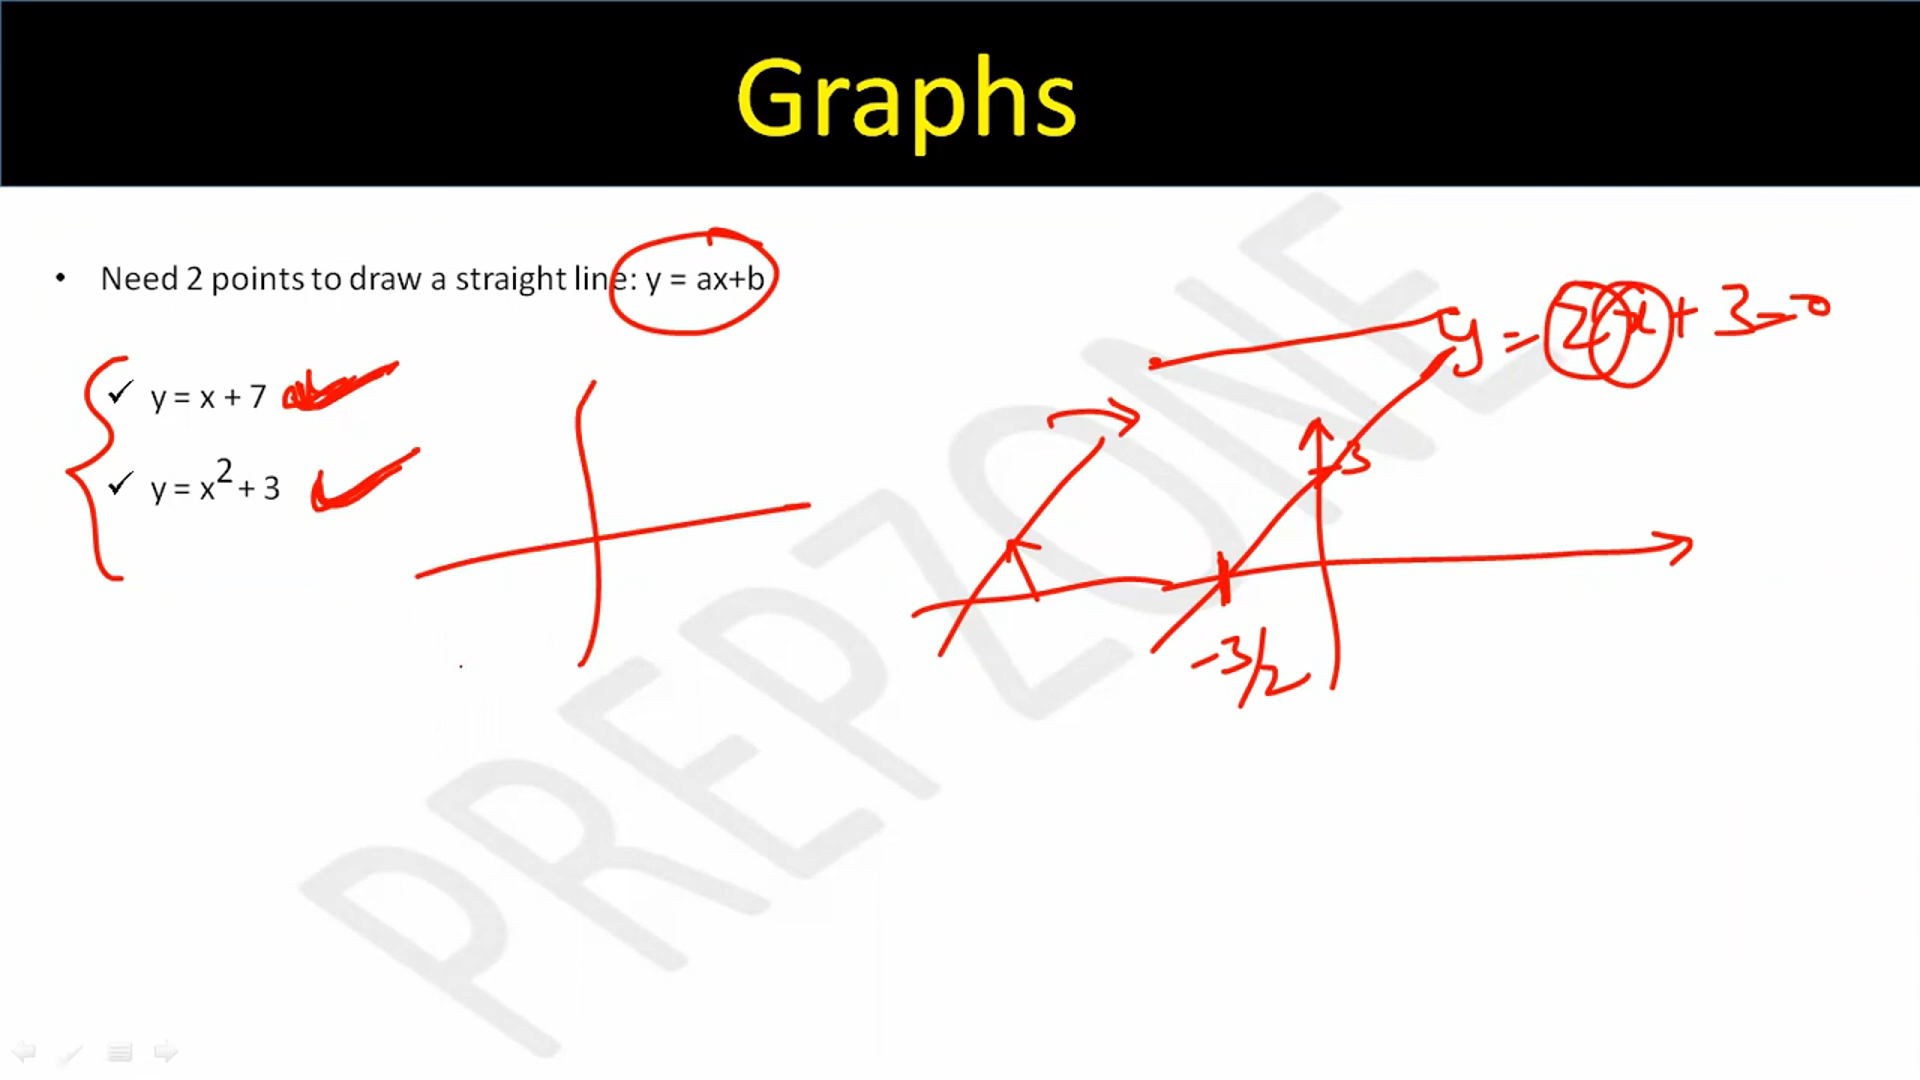 Graphs
• Need 2 points to draw a straight line: y = ax+b
y = 2x + 3 = 0
✓ y = x + 7
✓ y = x² + 3
3
-3/2
PREPZONE